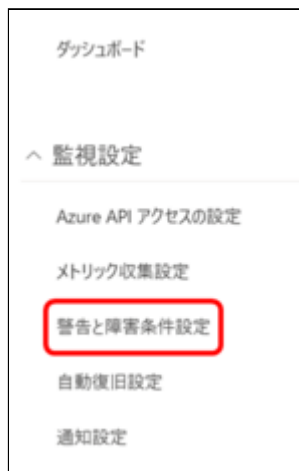 ダッシュボード
監視設定
Azure API アクセスの設定
メトリック収集設定
警告と障害条件設定
自動復旧設定
通知設定